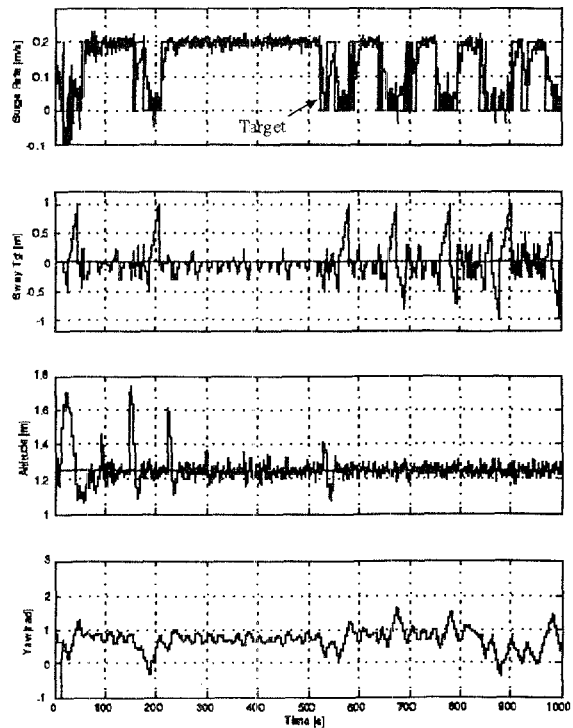 0.2
0.1
0
-0.1
Surge Rate [m/s]
Target
1
0.5
0
-0.5
-1
Sway Tgt [m]
1.8
1.6
1.4
1.2
1
Altitude [m]
3
2
1
0
-1
Yaw [rad]
0 100 200 300 400 500 600 700 800 900 1000
Time [s]